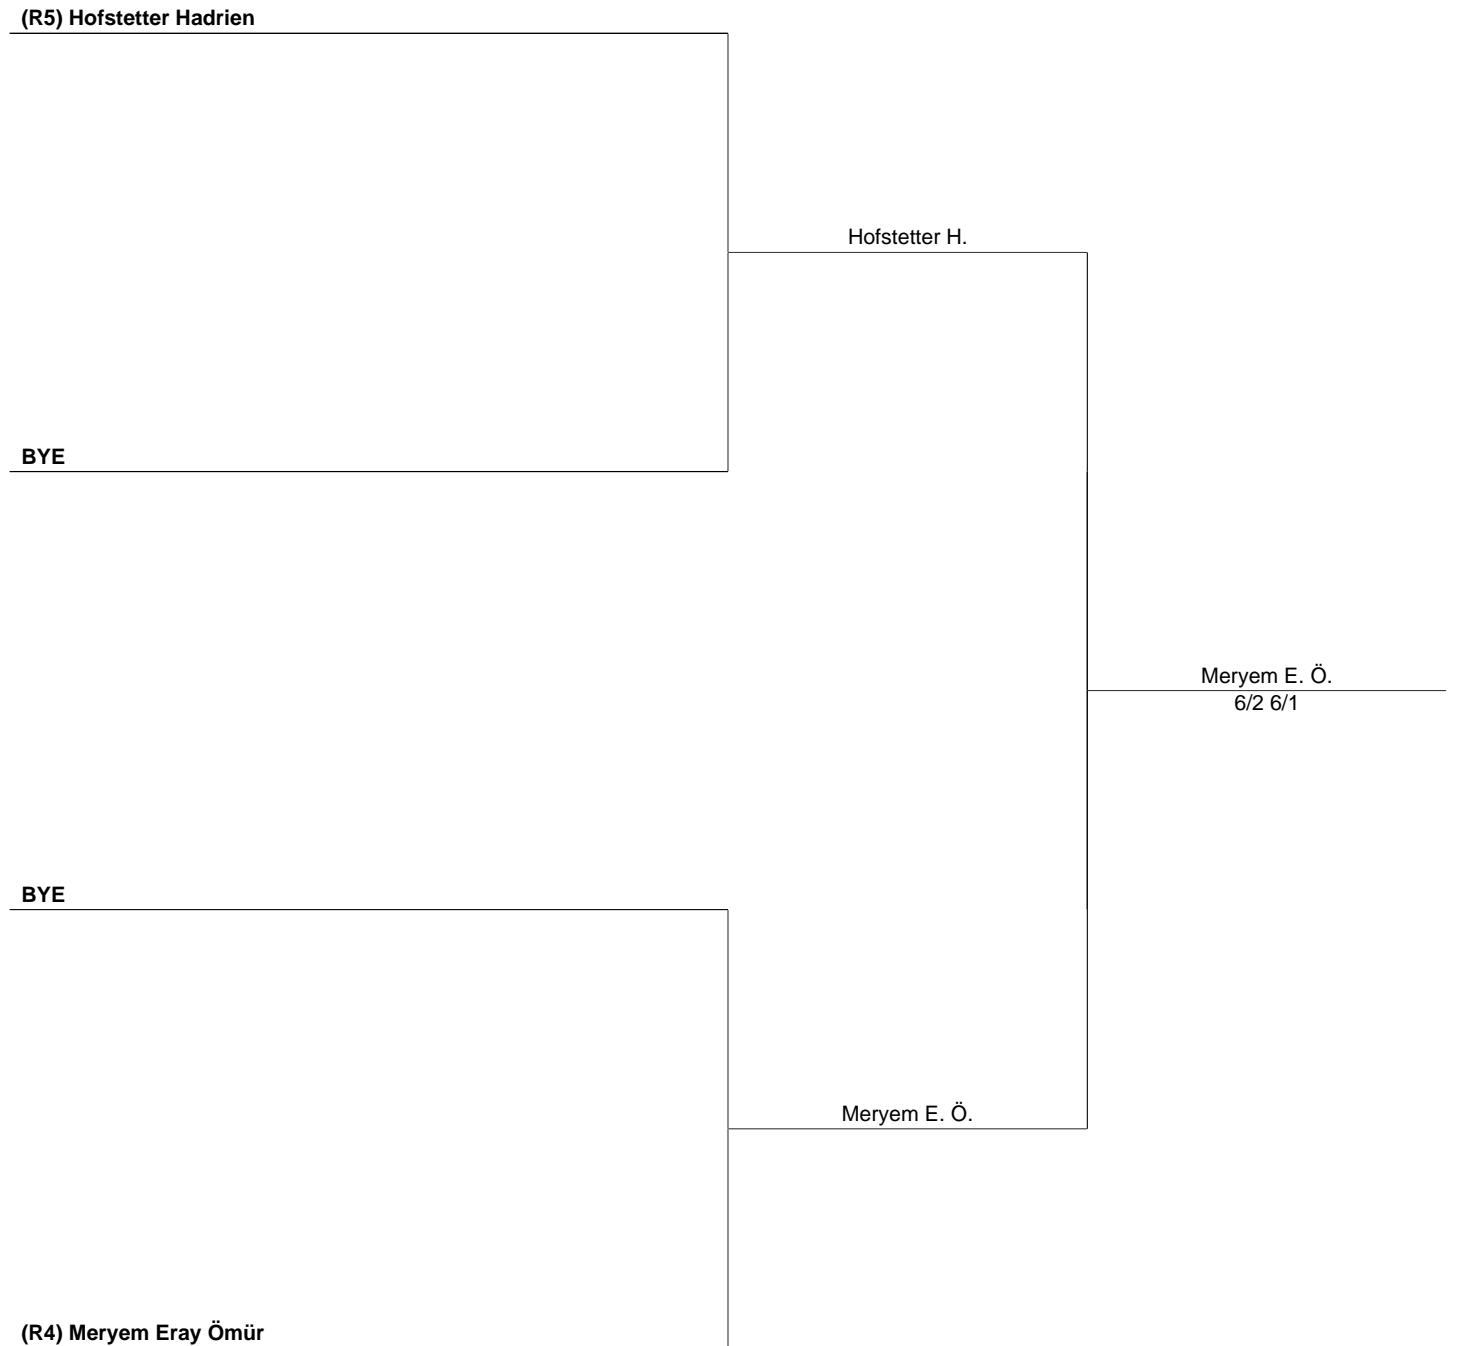 (R5) Hofstetter Hadrien
Hofstetter H.
BYE
Meryem E. Ö.
6/2 6/1
BYE
Meryem E. Ö.
(R4) Meryem Eray Ömür